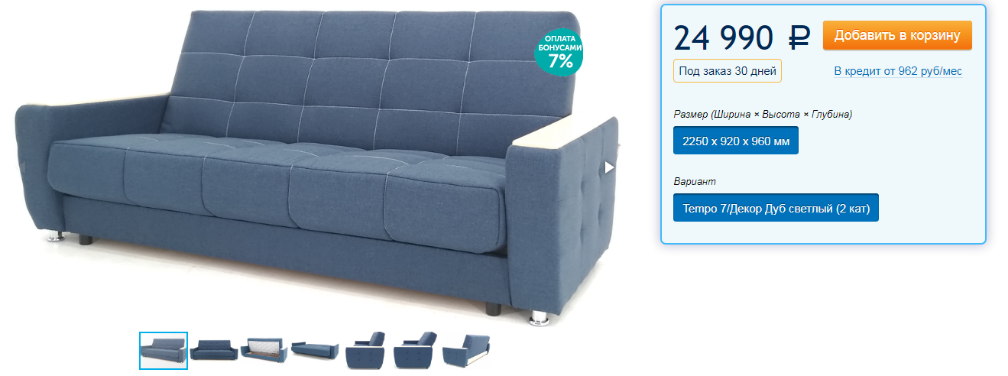 ОПЛАТА
БОНУСАМИ
7%
24 990 ₽
Добавить в корзину
Под заказ 30 дней
В кредит от 962 руб/мес
Размер (Ширина × Высота × Глубина)
2250 x 920 x 960 мм
Вариант
Tempo 7/Декор Дуб светлый (2 кат)